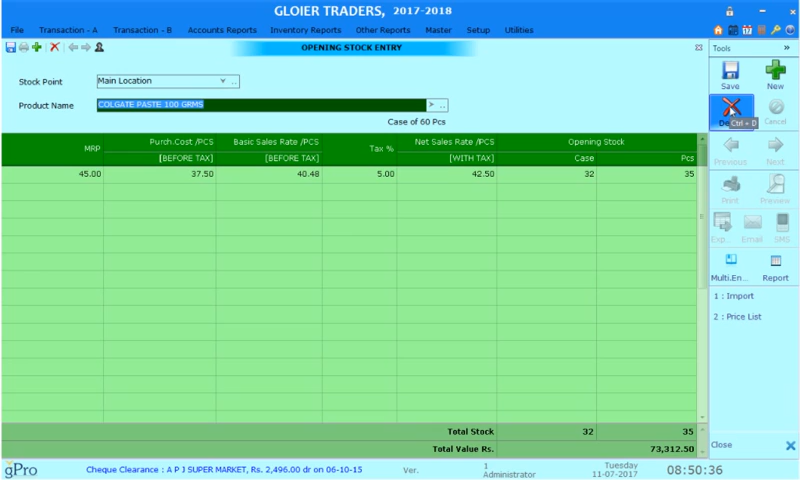 GLOIER TRADERS, 2017-2018
File Transaction - A Transaction - B Accounts Reports Inventory Reports Other Reports Master Setup Utilities
OPENING STOCK ENTRY
Tools »
Stock Point Main Location
Product Name COLGATE PASTE 100 GRMS
Case of 60 Pcs
Save New
Ctrl + D Cancel
Previous Next
Print Preview
Exp... Email SMS
Multi.En... Report
1 : Import
2 : Price List
Close
MRP Purch.Cost /PCS Basic Sales Rate /PCS Tax % Net Sales Rate /PCS Opening Stock
[BEFORE TAX] [BEFORE TAX] [WITH TAX] Case Pcs
45.00 37.50 40.48 5.00 42.50 32 35
Total Stock 32 35
Total Value Rs. 73,312.50
gPro Cheque Clearance : A P J SUPER MARKET, Rs. 2,496.00 dr on 06-10-15 Ver. 1 Administrator Tuesday 11-07-2017 08:50:36